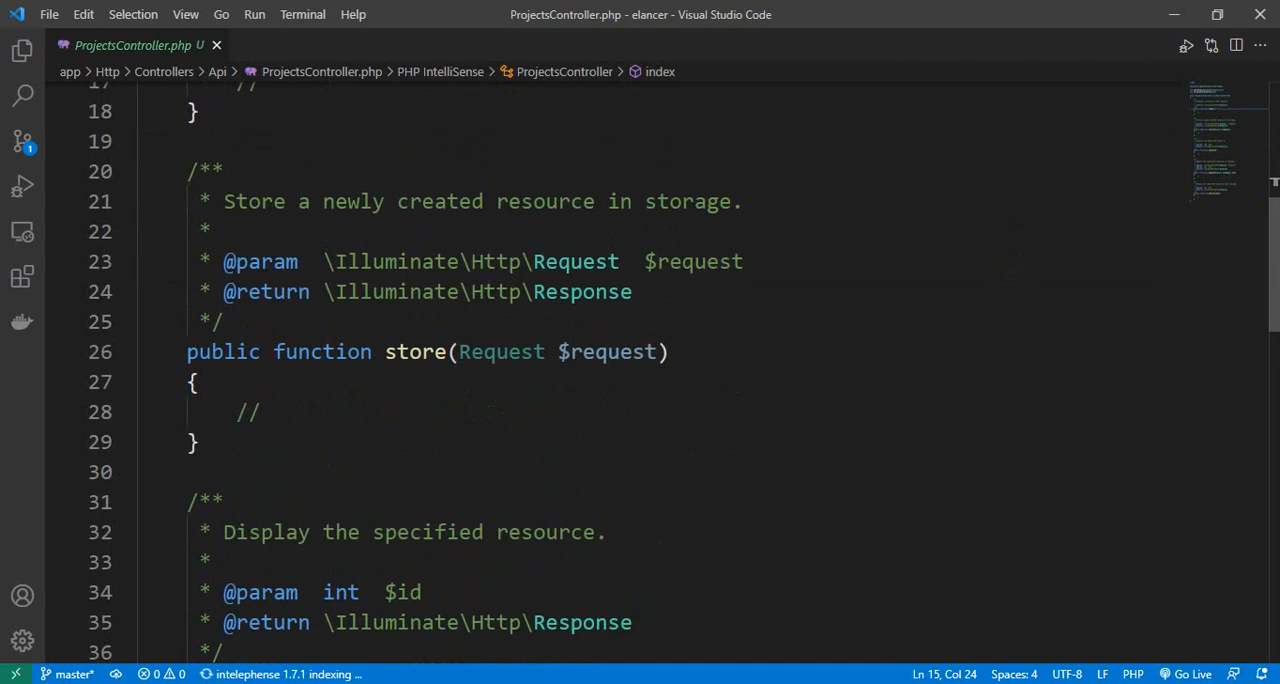 File Edit Selection View Go Run Terminal Help ProjectsController.php - elancer - Visual Studio Code
ProjectsController.php U
app > Http > Controllers > Api > ProjectsController.php > PHP IntelliSense > ProjectsController > index
17 //
18 }
19
20 /**
21 * Store a newly created resource in storage.
22 *
23 * @param \Illuminate\Http\Request $request
24 * @return \Illuminate\Http\Response
25 */
26 public function store(Request $request)
27 {
28 //
29 }
30
31 /**
32 * Display the specified resource.
33 *
34 * @param int $id
35 * @return \Illuminate\Http\Response
36 */
1
master* 0 0 intelephense 1.7.1 indexing ... Ln 15, Col 24 Spaces: 4 UTF-8 LF PHP Go Live